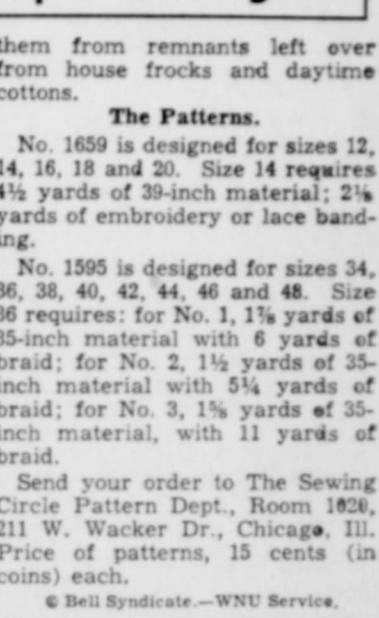 them from remnants left over
from house frocks and daytime
cottons.
The Patterns.
No. 1659 is designed for sizes 12,
14, 16, 18 and 20. Size 14 requires
4½ yards of 39-inch material; 2⅛
yards of embroidery or lace band-
ing.
No. 1595 is designed for sizes 34,
36, 38, 40, 42, 44, 46 and 48. Size
36 requires: for No. 1, 1⅞ yards of
35-inch material with 6 yards of
braid; for No. 2, 1½ yards of 35-
inch material with 5¼ yards of
braid; for No. 3, 1⅝ yards of 35-
inch material, with 11 yards of
braid.
Send your order to The Sewing
Circle Pattern Dept., Room 1020,
211 W. Wacker Dr., Chicago, Ill.
Price of patterns, 15 cents (in
coins) each.
© Bell Syndicate.—WNU Service.